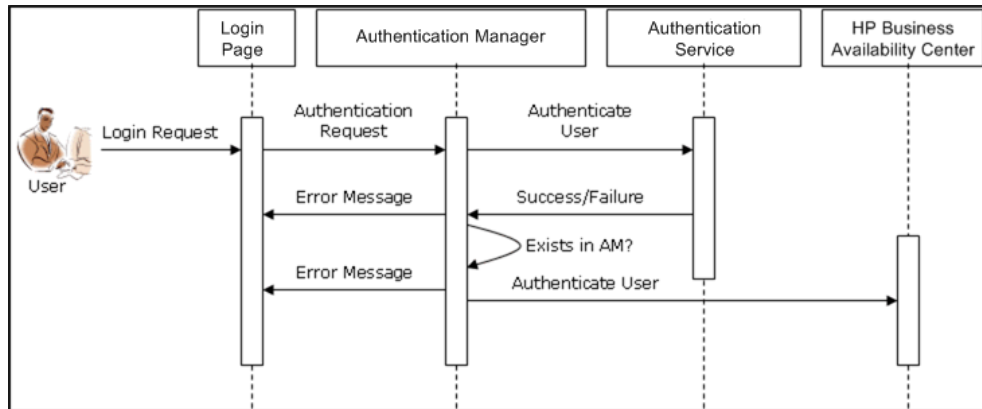 Login
Page
Authentication Manager
Authentication
Service
HP Business
Availability Center
Login Request
User
Authentication
Request
Authenticate
User
Error Message
Success/Failure
Exists in AM?
Error Message
Authenticate User